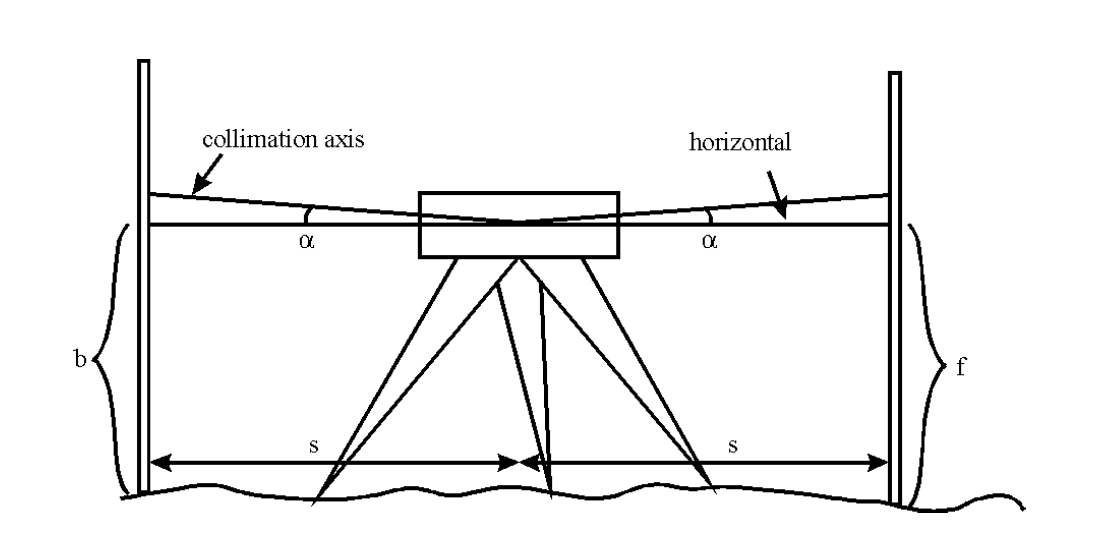 collimation axis
horizontal
α
α
b
f
s
s